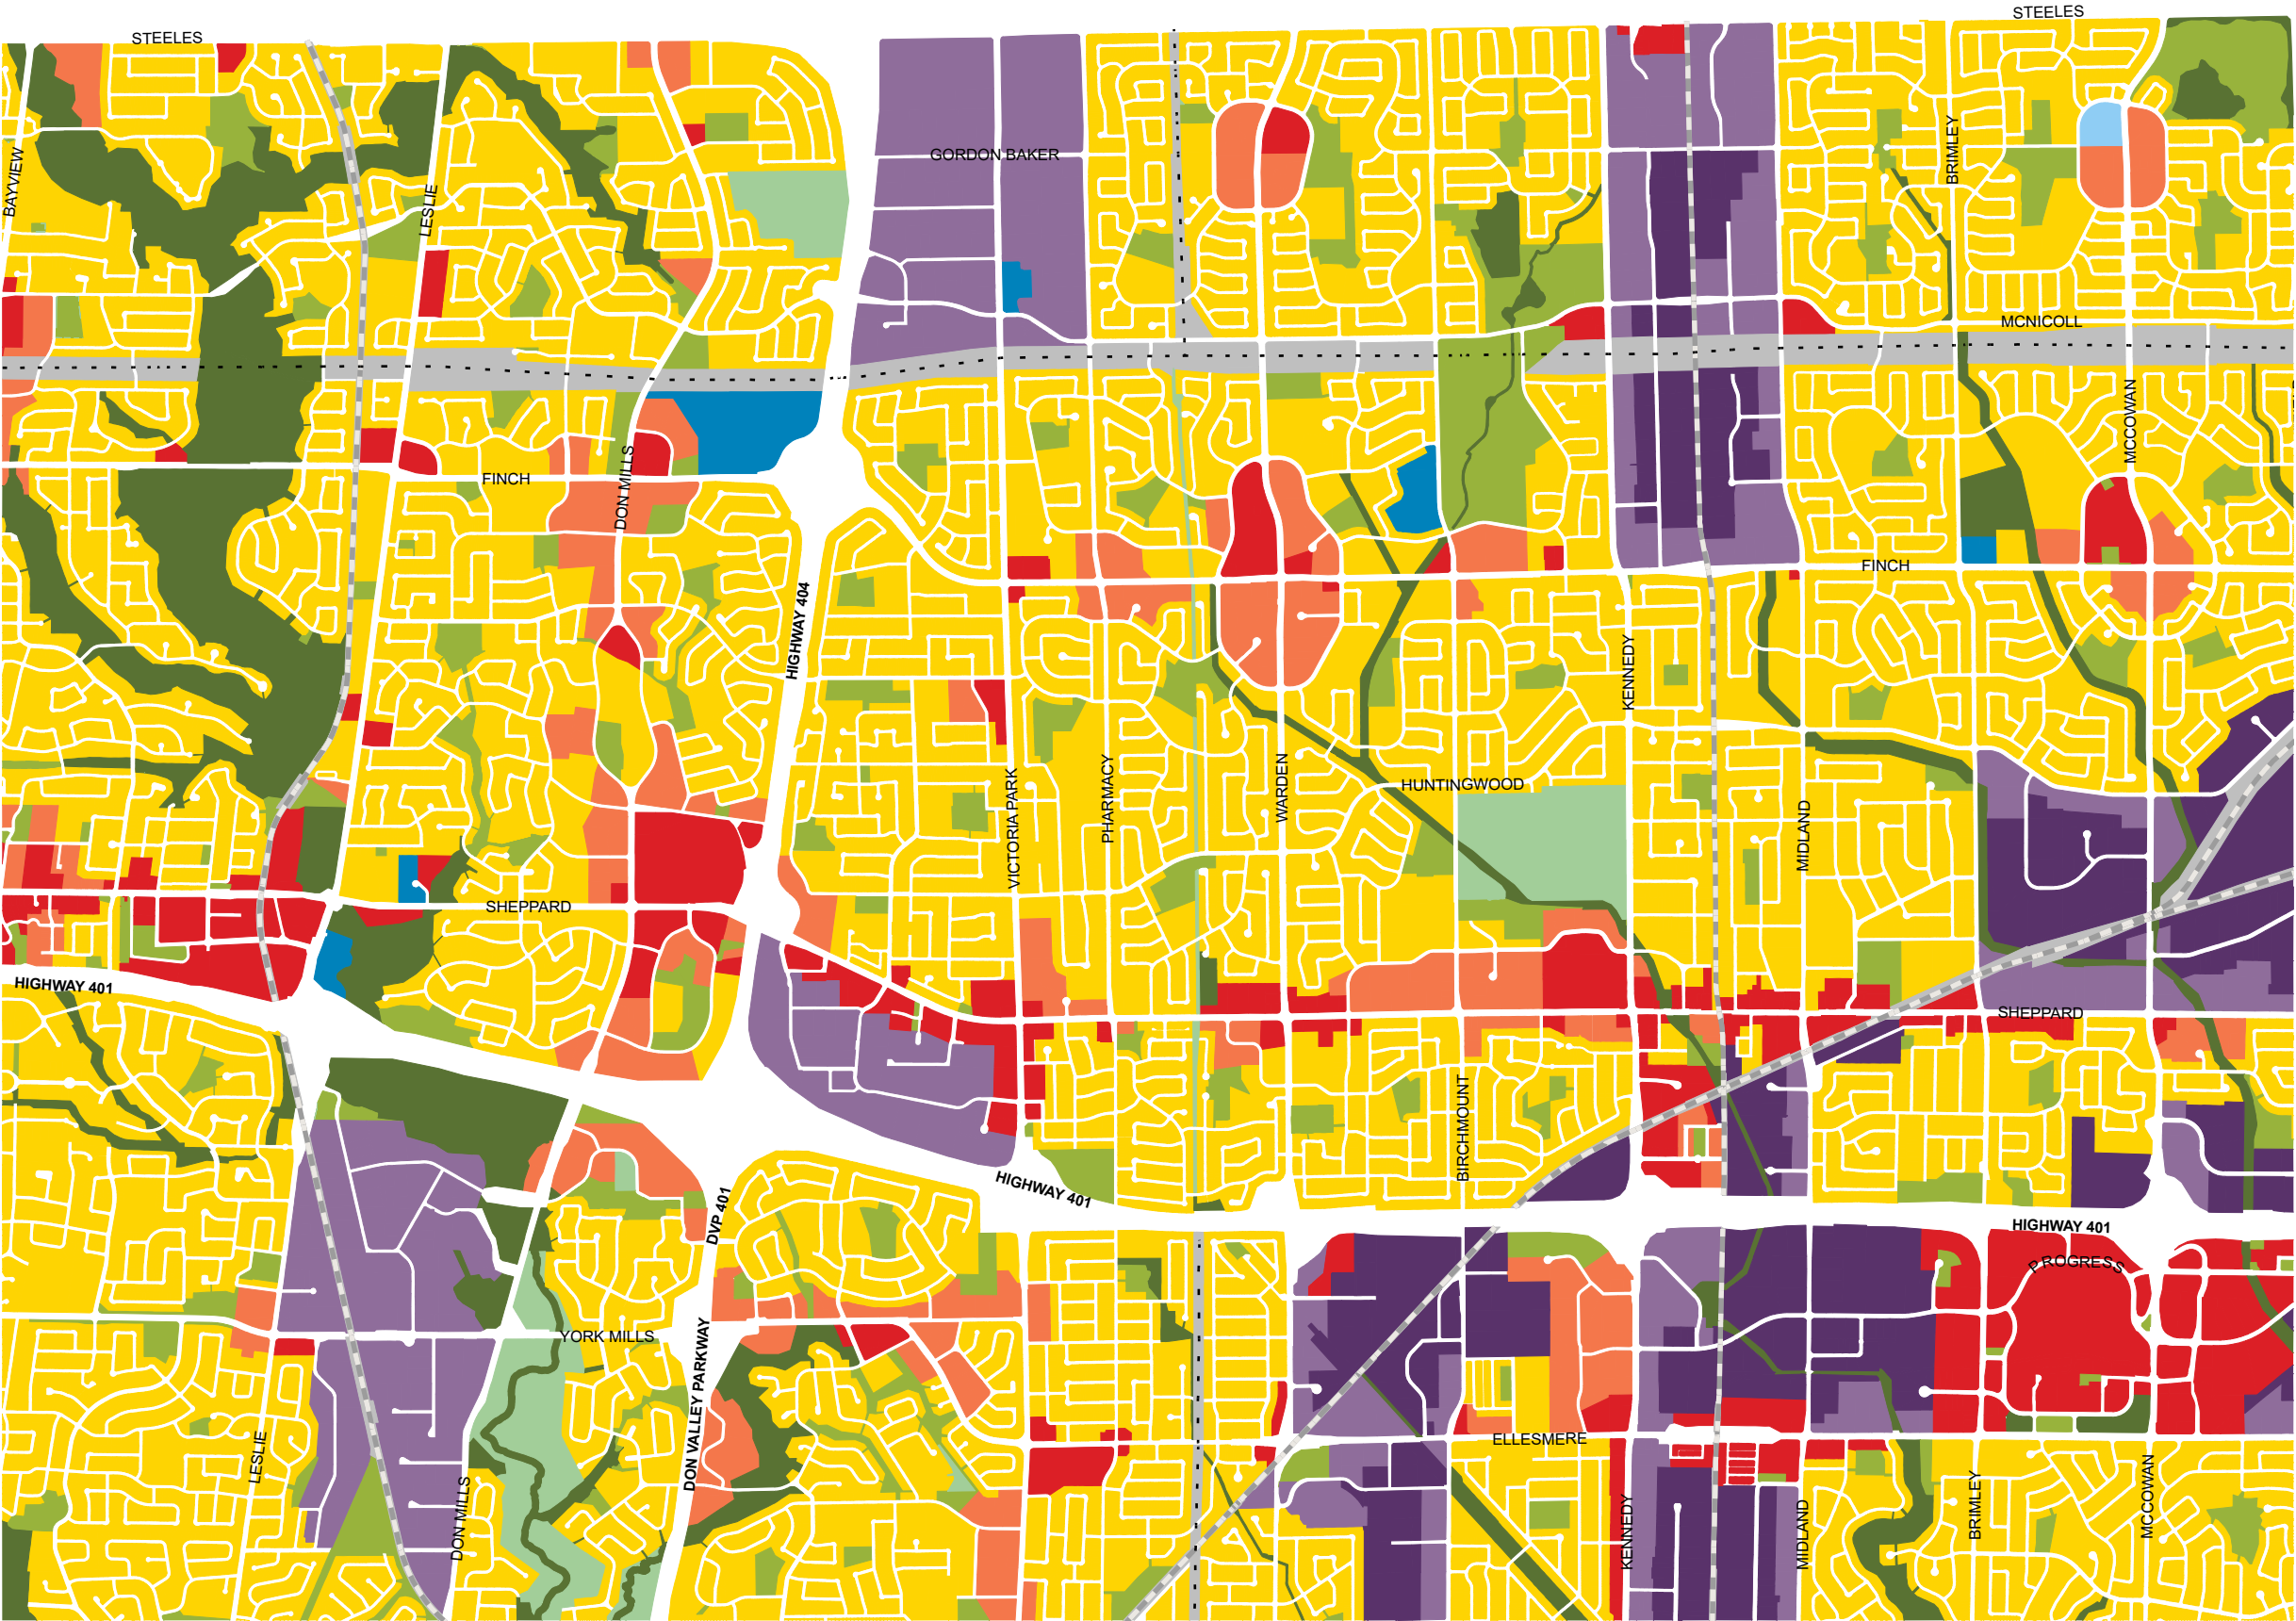 STEELES
STEELES
BAYVIEW
LESLIE
GORDON BAKER
BRIMLEY
MCNICOLL
MCCOWAN
FINCH
DON MILLS
FINCH
HIGHWAY 404
KENNEDY
VICTORIA PARK
PHARMACY
WARDEN
HUNTINGWOOD
MIDLAND
SHEPPARD
HIGHWAY 401
SHEPPARD
BIRCHMOUNT
HIGHWAY 401
DVP 401
HIGHWAY 401
PROGRESS
YORK MILLS
DON VALLEY PARKWAY
ELLESMERE
LESLIE
DON MILLS
KENNEDY
MIDLAND
BRIMLEY
MCCOWAN